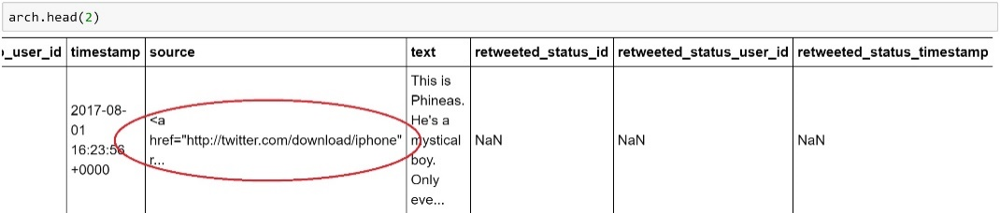 arch.head(2)
_user_id timestamp source text retweeted_status_id retweeted_status_user_id retweeted_status_timestamp
2017-08-
01
16:23:56
+0000
<a
href="http://twitter.com/download/iphone"
r...
This is
Phineas.
He's a
mystical
boy.
Only
eve...
NaN NaN NaN